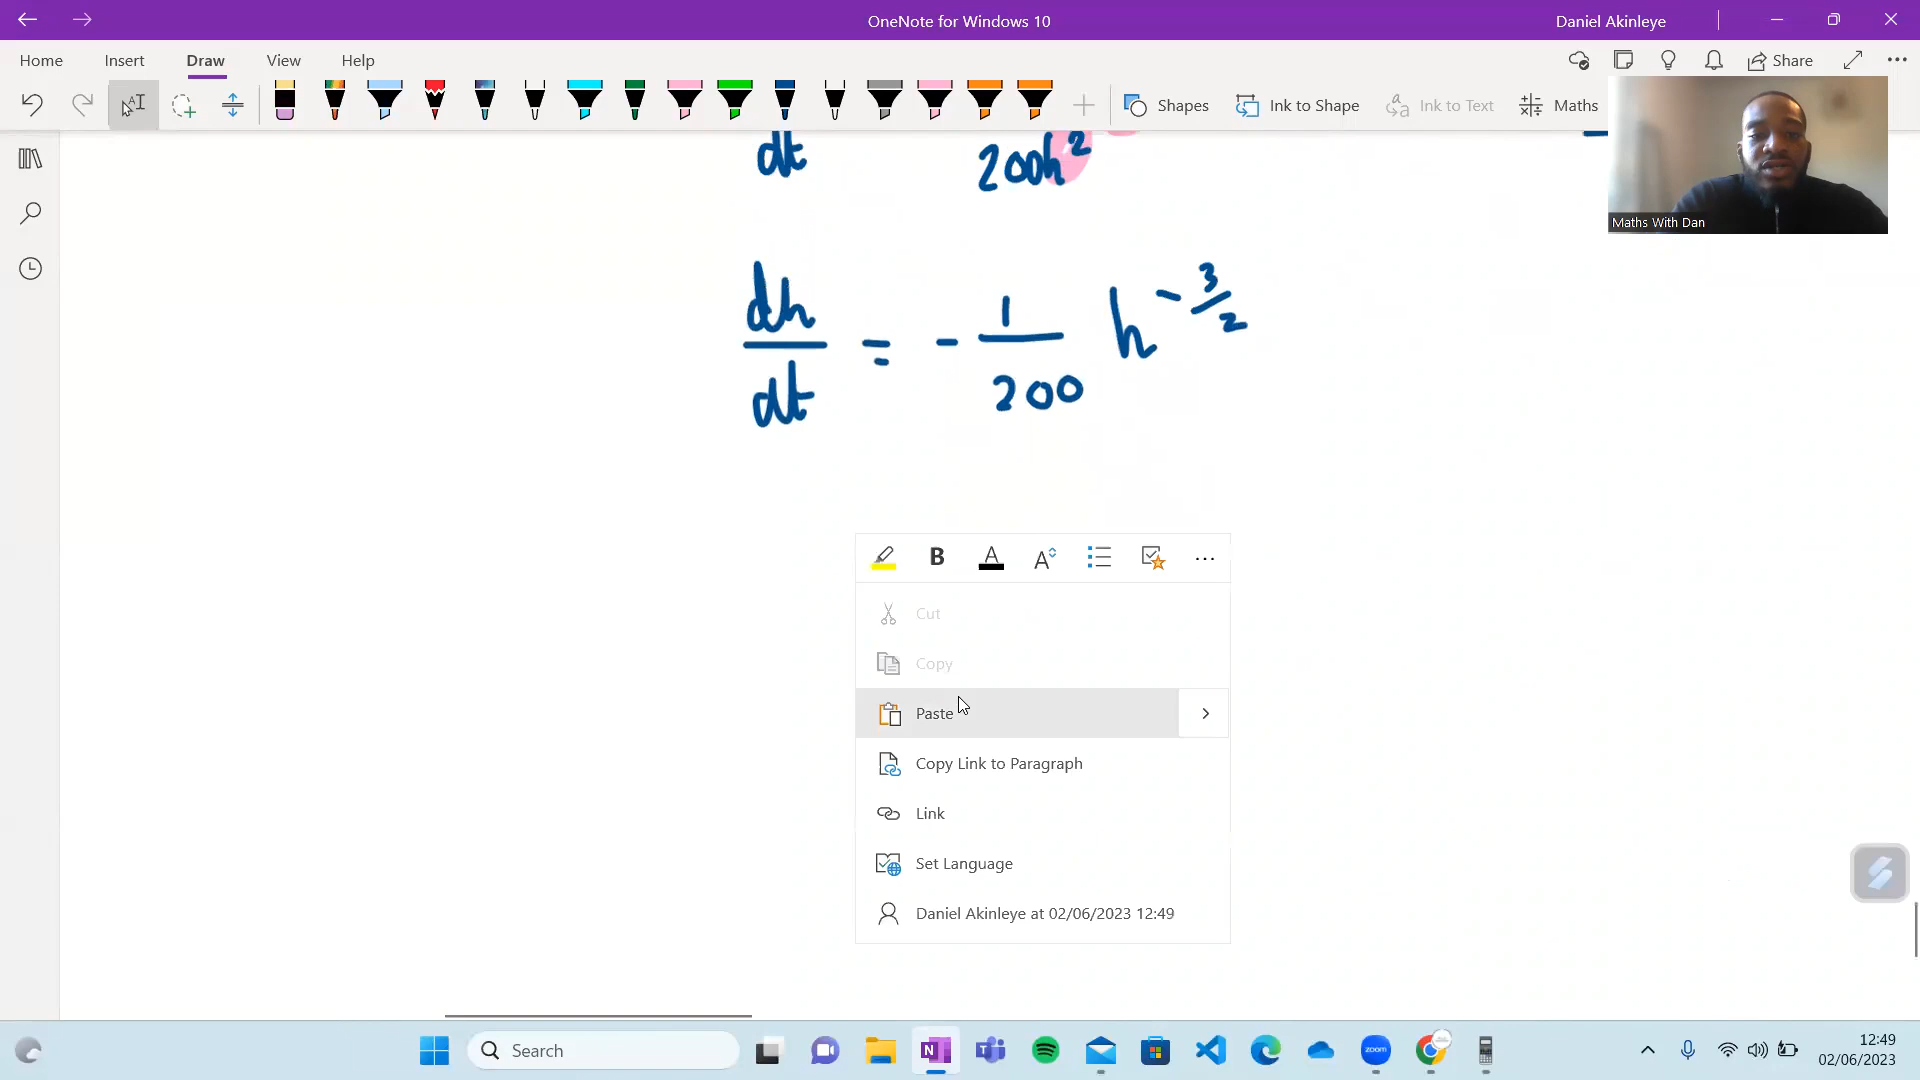 OneNote for Windows 10
Daniel Akinleye
Home Insert Draw View Help
Share
Shapes Ink to Shape Ink to Text Maths
Maths With Dan
dt 200h²
dh/dt = - 1/200 h^(-3/2)
Cut
Copy
Paste
Copy Link to Paragraph
Link
Set Language
Daniel Akinleye at 02/06/2023 12:49
Search
zoom
12:49
02/06/2023